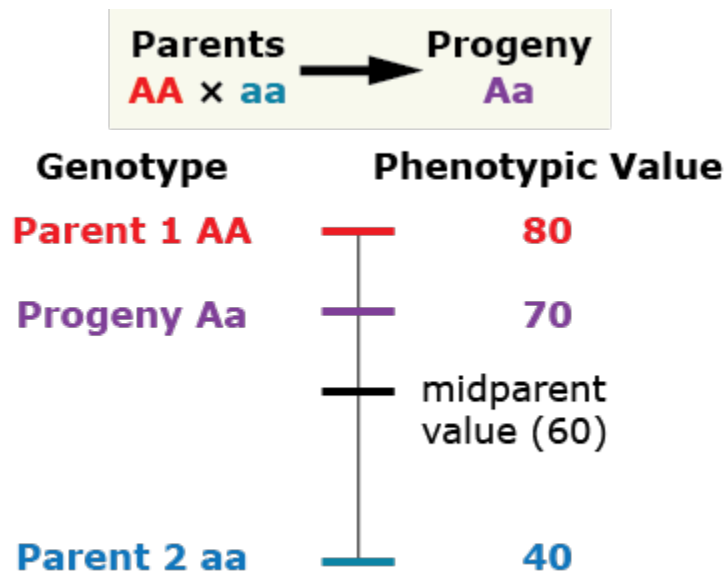 Parents Progeny
AA × aa Aa
Genotype Phenotypic Value
Parent 1 AA 80
Progeny Aa 70
midparent
value (60)
Parent 2 aa 40